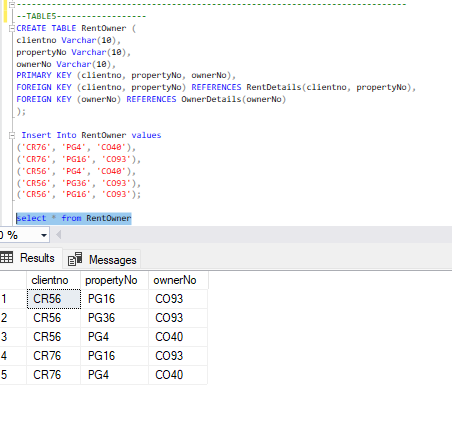 --------------------------------------------------------------------------------
--TABLE5------------------
CREATE TABLE RentOwner (
clientno Varchar(10),
propertyNo Varchar(10),
ownerNo Varchar(10),
PRIMARY KEY (clientno, propertyNo, ownerNo),
FOREIGN KEY (clientno, propertyNo) REFERENCES RentDetails(clientno, propertyNo),
FOREIGN KEY (ownerNo) REFERENCES OwnerDetails(ownerNo)
);
Insert Into RentOwner values
('CR76', 'PG4', 'CO40'),
('CR76', 'PG16', 'CO93'),
('CR56', 'PG4', 'CO40'),
('CR56', 'PG36', 'CO93'),
('CR56', 'PG16', 'CO93');
select * from RentOwner
0 %
Results Messages
clientno propertyNo ownerNo
1 CR56 PG16 CO93
2 CR56 PG36 CO93
3 CR56 PG4 CO40
4 CR76 PG16 CO93
5 CR76 PG4 CO40